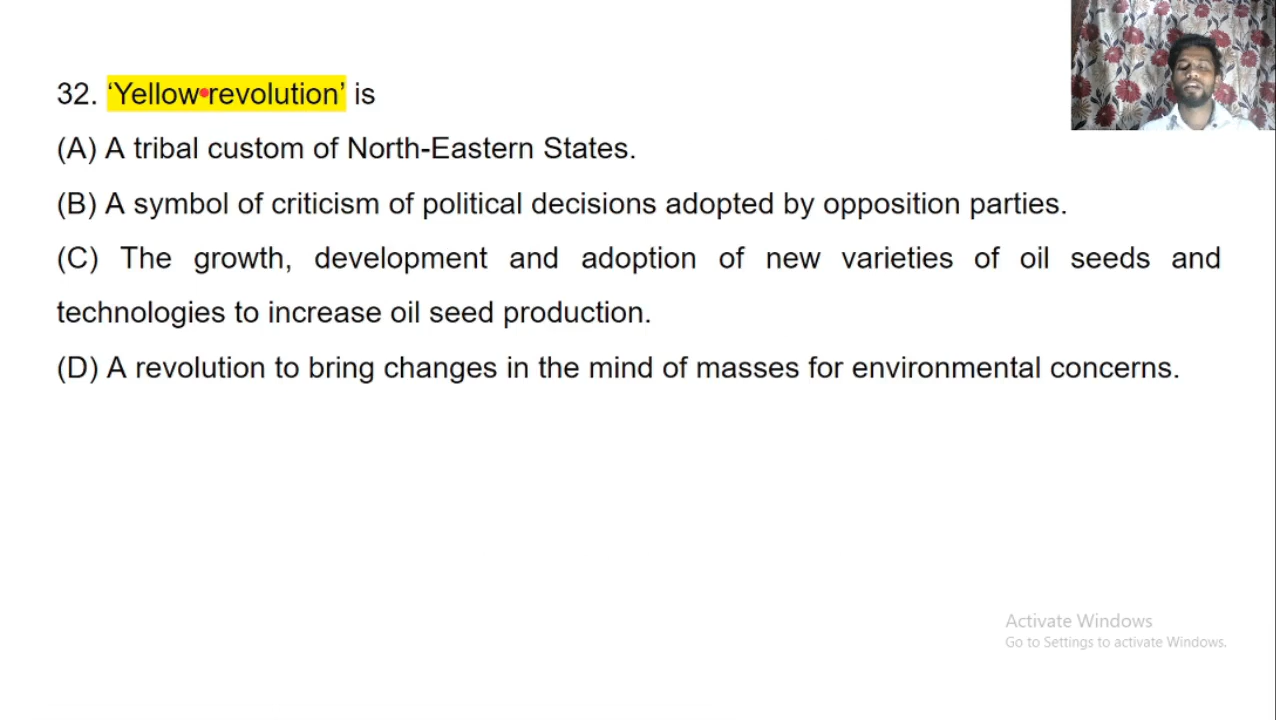 32. ‘Yellow revolution’ is
(A) A tribal custom of North-Eastern States.
(B) A symbol of criticism of political decisions adopted by opposition parties.
(C) The growth, development and adoption of new varieties of oil seeds and
technologies to increase oil seed production.
(D) A revolution to bring changes in the mind of masses for environmental concerns.
Activate Windows
Go to Settings to activate Windows.